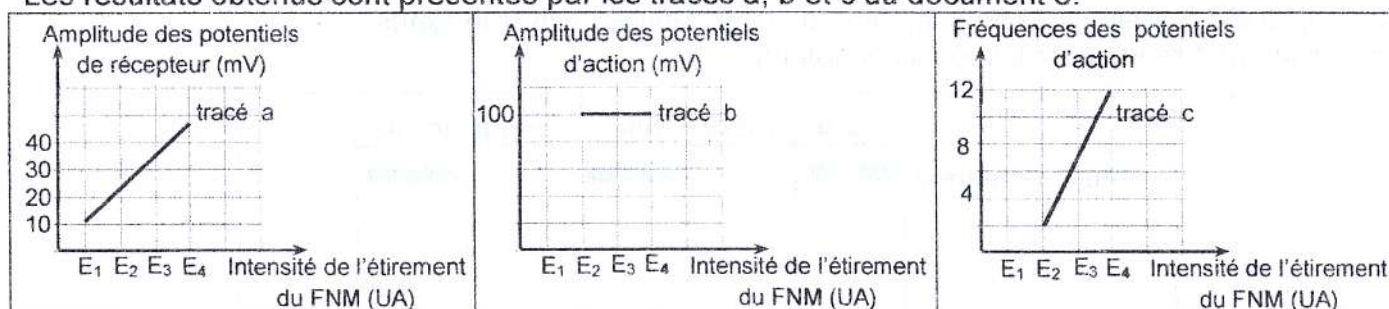 Les résultats obtenus sont présentés par les tracés a, b et c du document
Amplitude des potentiels
de récepteur (mV)
tracé a
40
30
20
10
E₁ E₂ E₃ E₄ Intensité de l'étirement
du FNM (UA)
Amplitude des potentiels
d'action (mV)
100
tracé b
E₁ E₂ E₃ E₄ Intensité de l'étirement
du FNM (UA)
Fréquences des potentiels
d'action
12
tracé c
8
4
E₁ E₂ E₃ E₄ Intensité de l'étirement
du FNM (UA)